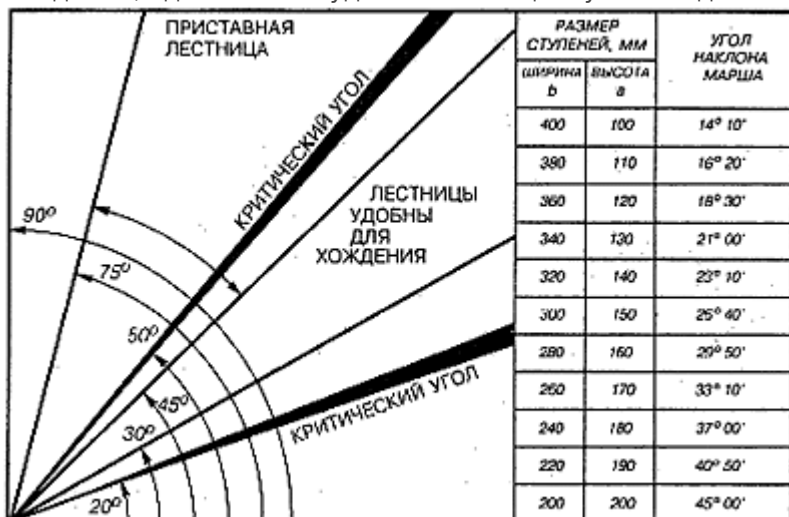 ПРИСТАВНАЯ
ЛЕСТНИЦА
КРИТИЧЕСКИЙ УГОЛ
ЛЕСТНИЦЫ
УДОБНЫ
ДЛЯ
ХОЖДЕНИЯ
КРИТИЧЕСКИЙ УГОЛ
90°
75°
50°
45°
30°
20°
РАЗМЕР
СТУПЕНЕЙ, ММ
УГОЛ
НАКЛОНА
МАРША
ШИРИНА b
ВЫСОТА a
400 100 14° 10'
380 110 16° 20'
360 120 18° 30'
340 130 21° 00'
320 140 23° 10'
300 150 25° 40'
280 160 29° 50'
260 170 33° 10'
240 180 37° 00'
220 190 40° 50'
200 200 45° 00'